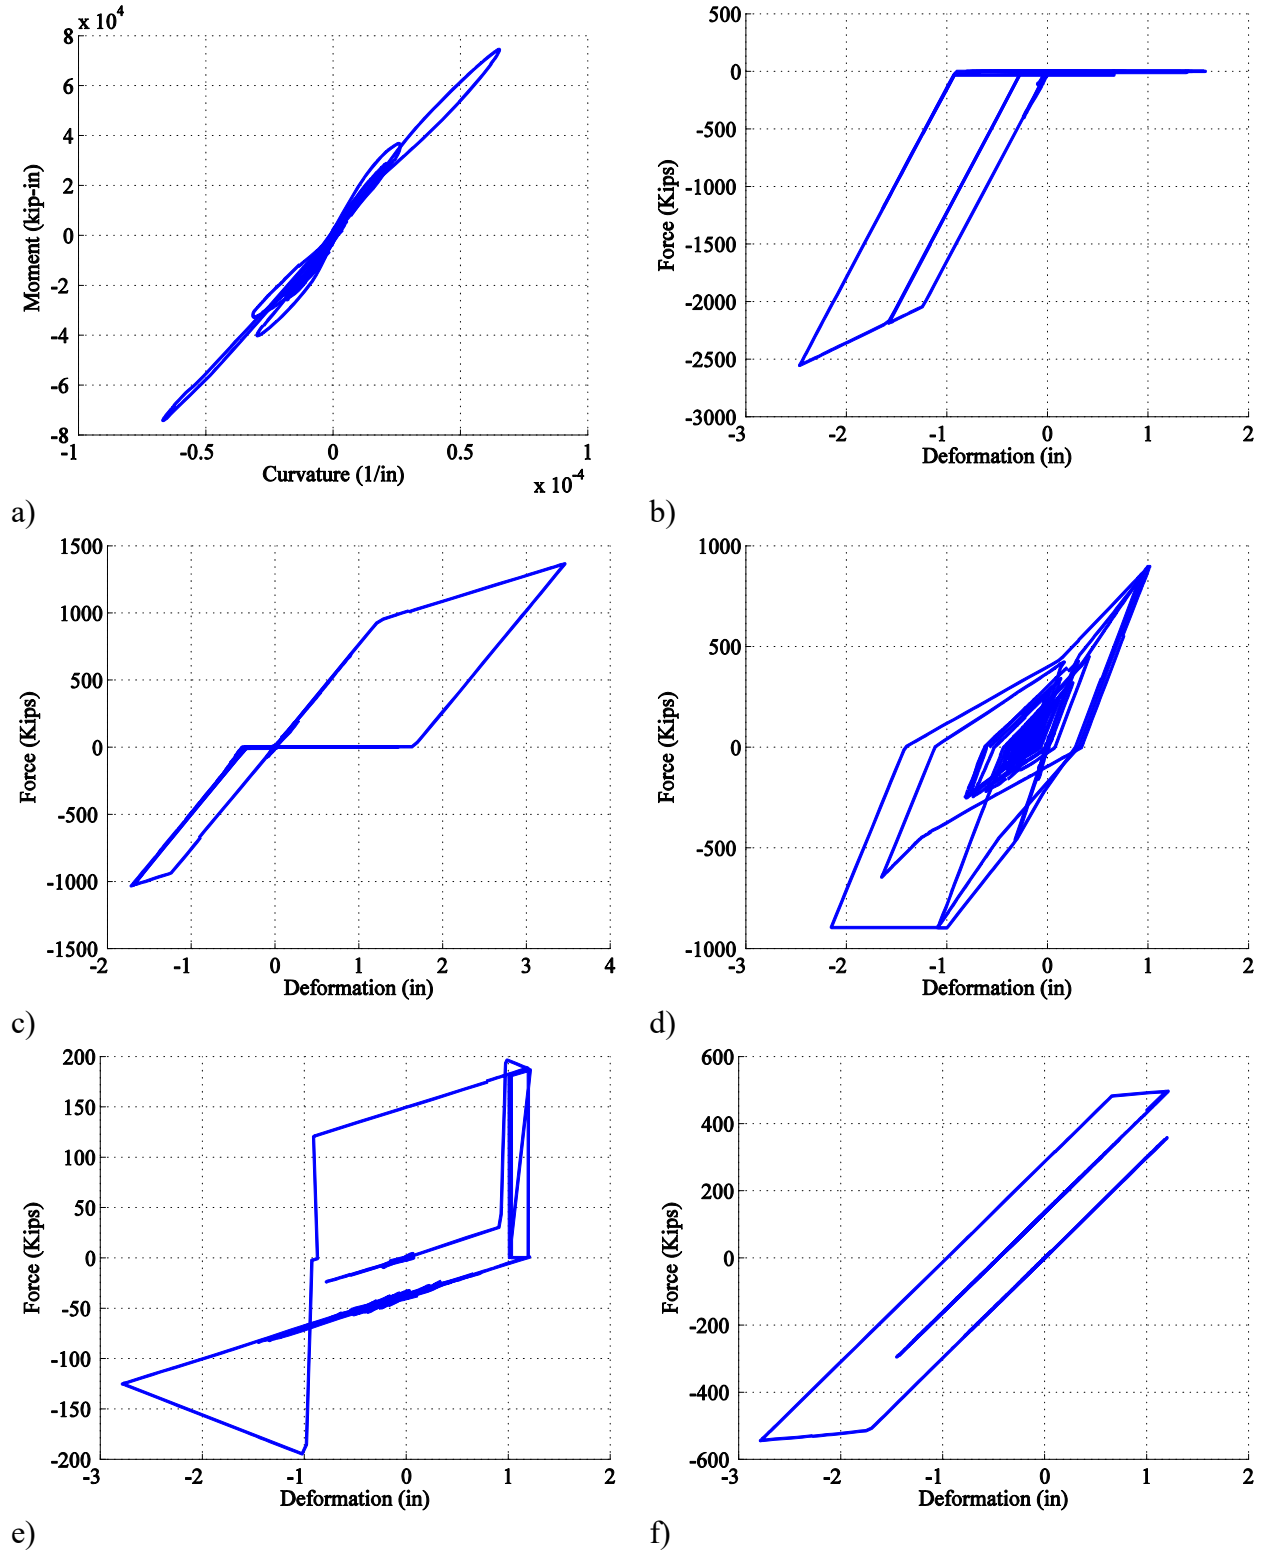 x 10^4
8
6
4
2
0
-2
-4
-6
-8
Moment (kip-in)
-1 -0.5 0 0.5 1
Curvature (1/in)
x 10^-4
a)
500
0
-500
-1000
-1500
-2000
-2500
-3000
Force (Kips)
-3 -2 -1 0 1 2
Deformation (in)
b)
1500
1000
500
0
-500
-1000
-1500
Force (Kips)
-2 -1 0 1 2 3 4
Deformation (in)
c)
1000
500
0
-500
-1000
Force (Kips)
-3 -2 -1 0 1 2
Deformation (in)
d)
200
150
100
50
0
-50
-100
-150
-200
Force (Kips)
-3 -2 -1 0 1 2
Deformation (in)
e)
600
400
200
0
-200
-400
-600
Force (Kips)
-3 -2 -1 0 1 2
Deformation (in)
f)